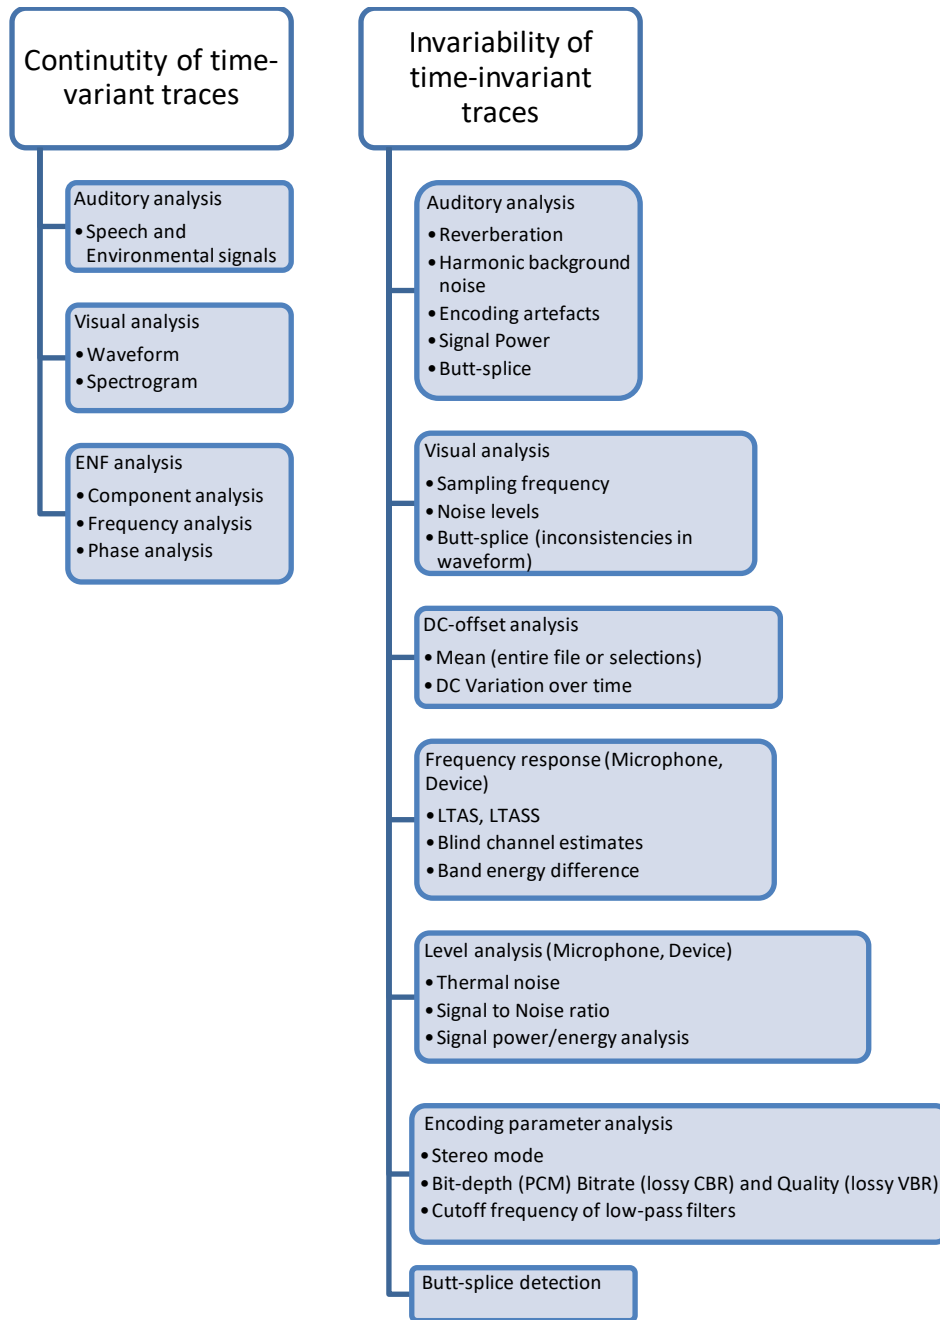 Continutity of time-
variant traces
Auditory analysis
• Speech and
Environmental signals
Visual analysis
• Waveform
• Spectrogram
ENF analysis
• Component analysis
• Frequency analysis
• Phase analysis
Invariability of
time-invariant
traces
Auditory analysis
• Reverberation
• Harmonic background
noise
• Encoding artefacts
• Signal Power
• Butt-splice
Visual analysis
• Sampling frequency
• Noise levels
• Butt-splice (inconsistencies in
waveform)
DC-offset analysis
• Mean (entire file or selections)
• DC Variation over time
Frequency response (Microphone,
Device)
• LTAS, LTASS
• Blind channel estimates
• Band energy difference
Level analysis (Microphone, Device)
• Thermal noise
• Signal to Noise ratio
• Signal power/energy analysis
Encoding parameter analysis
• Stereo mode
• Bit-depth (PCM) Bitrate (lossy CBR) and Quality (lossy VBR)
• Cutoff frequency of low-pass filters
Butt-splice detection